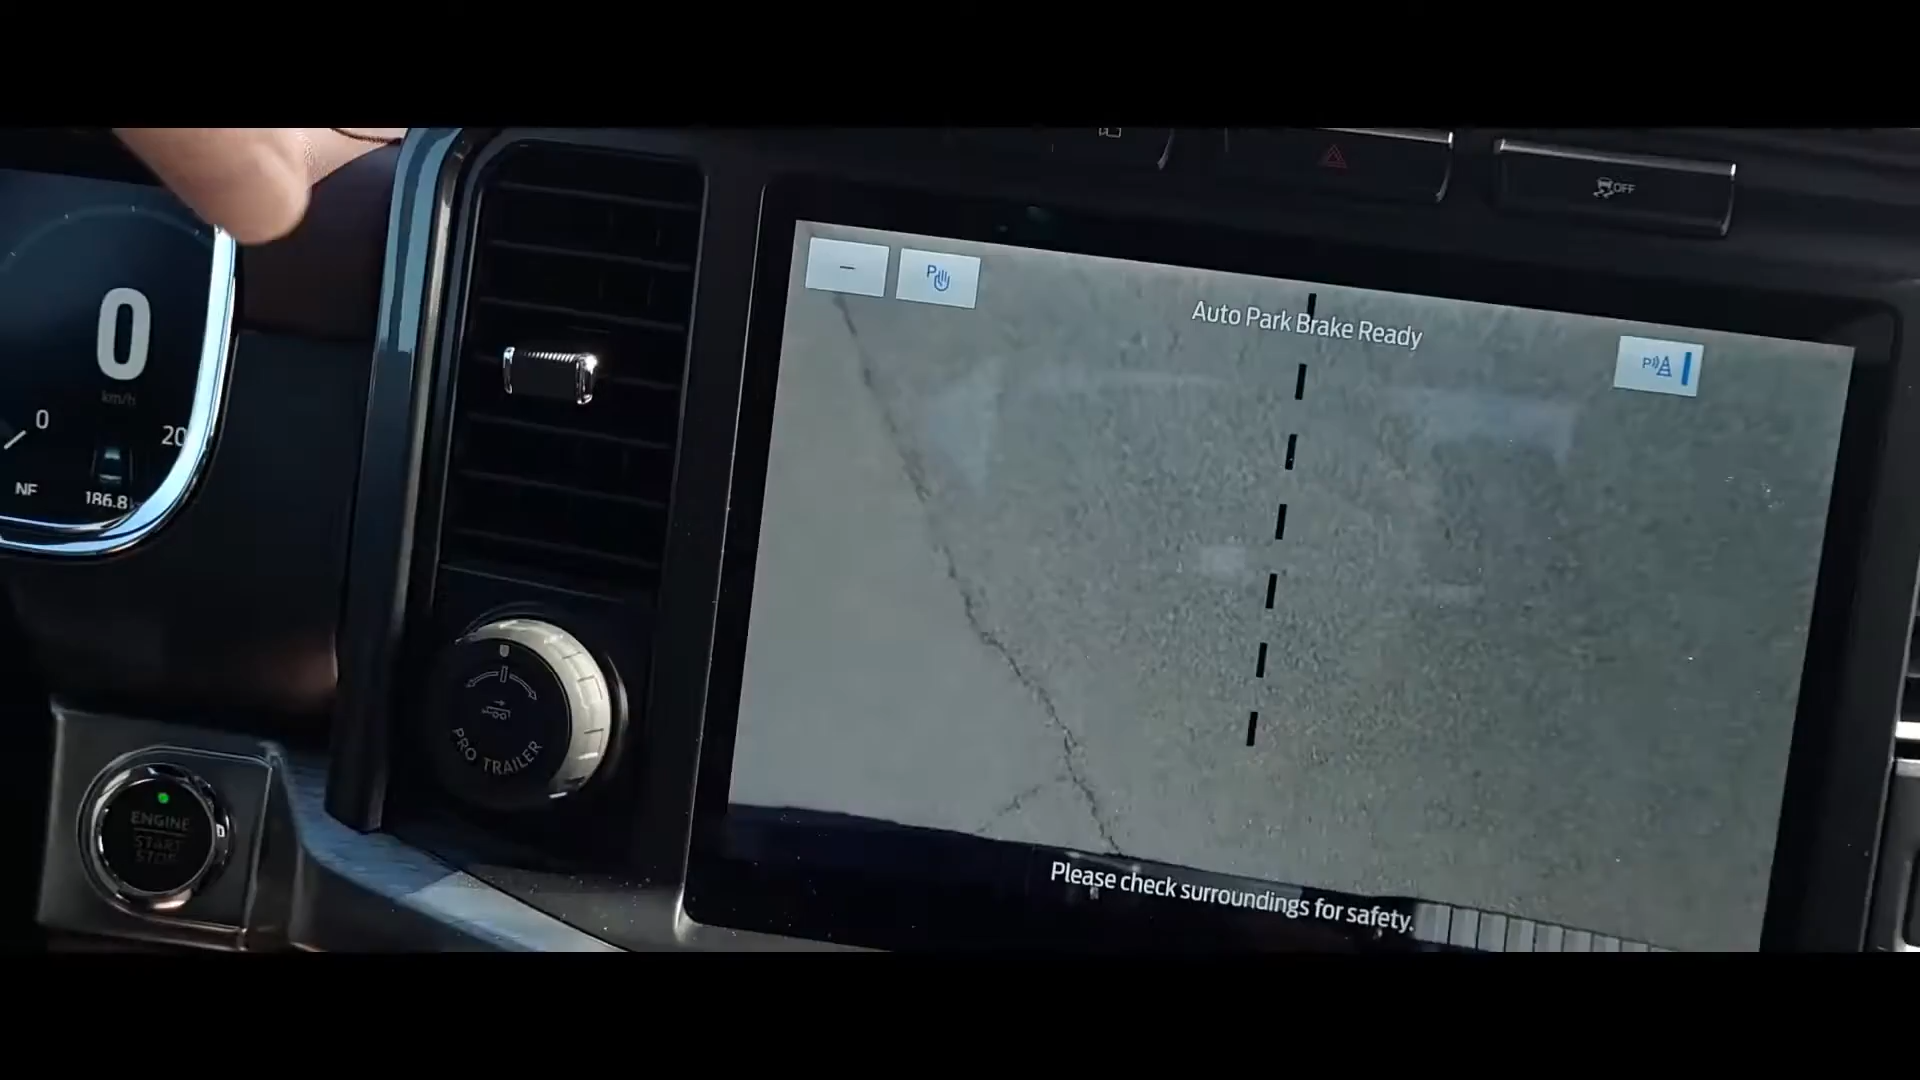 OFF
P
Auto Park Brake Ready
P
0
km/h
0
20
NF
186.8
PRO TRAILER
ENGINE
START
STOP
Please check surroundings for safety.